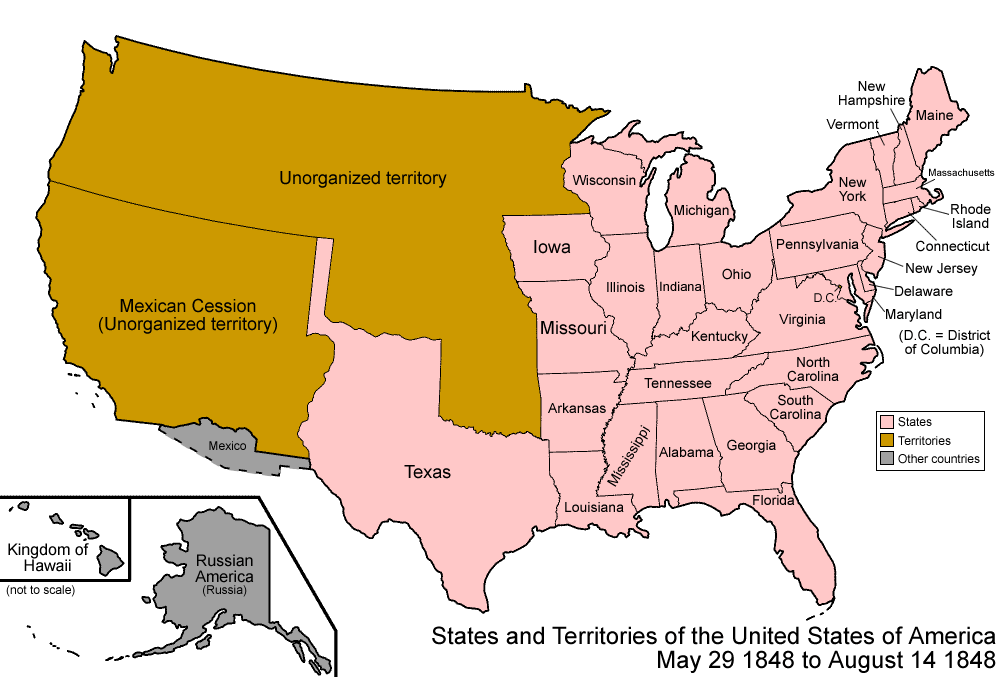 New
Hampshire
Vermont
Maine
Massachusetts
Unorganized territory
Wisconsin
New
York
Michigan
Rhode
Island
Connecticut
Iowa
Pennsylvania
New Jersey
Ohio
Illinois
Indiana
Delaware
D.C.
Maryland
Mexican Cession
(Unorganized territory)
Missouri
Virginia
Kentucky
(D.C. = District
of Columbia)
North
Carolina
Tennessee
South
Carolina
Arkansas
Mississippi
Alabama
Georgia
States
Territories
Other countries
Mexico
Texas
Louisiana
Florida
Kingdom of
Hawaii
(not to scale)
Russian
America
(Russia)
States and Territories of the United States of America
May 29 1848 to August 14 1848